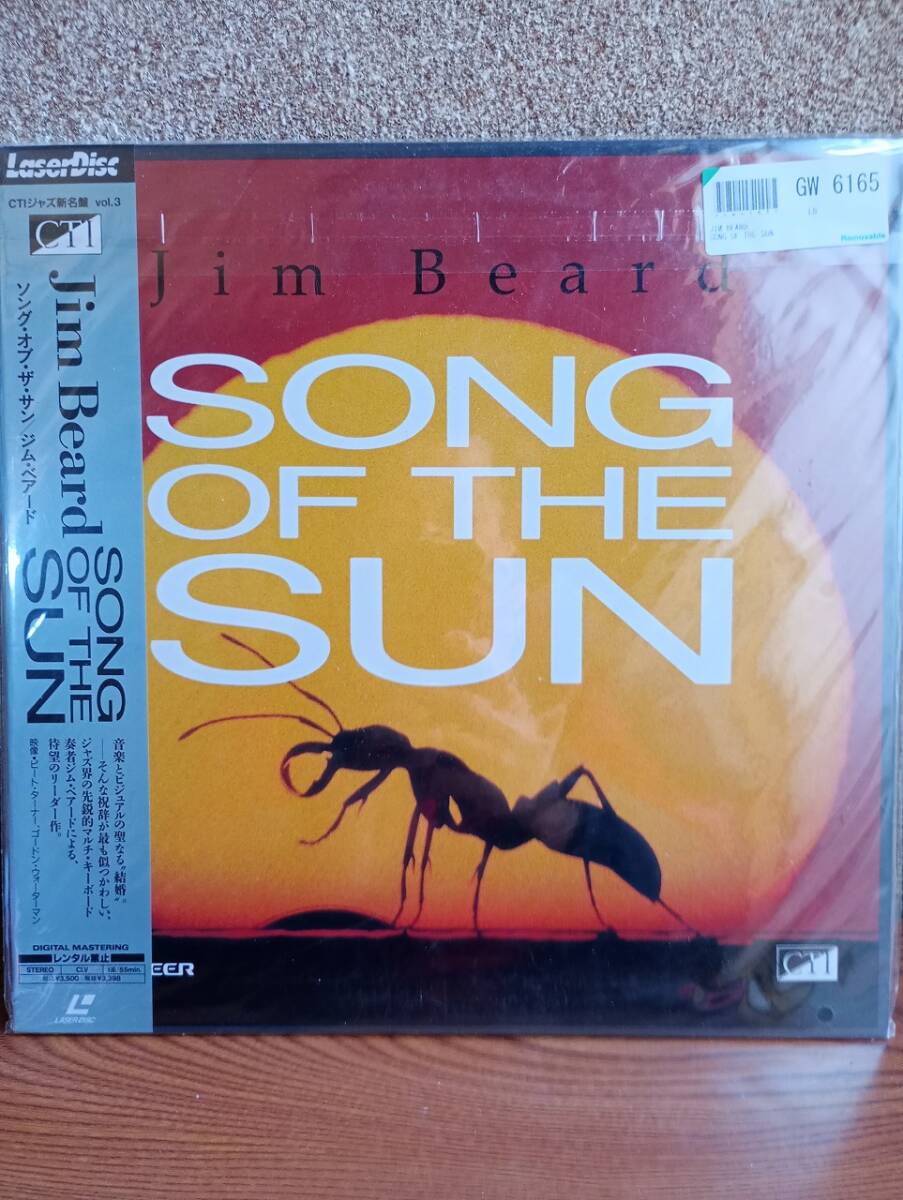 LaserDisc
CTIジャズ新名盤 vol.3
CTI
Jim Beard
SONG
OF THE
SUN
ソング・オブ・ザ・サン/ジム・ベアード
音楽とビジュアルの聖なる“結婚。”
――そんな祝辞が最も似つかわしい、
ジャズ界の先鋭的マルチ・キーボード
奏者ジム・ベアードによる、
待望のリーダー作。
映像・ピート・ターナー、ゴードン・ウォーターマン
DIGITAL MASTERING
レンタル禁止
STEREO CLV 55min.
¥3,500 ¥3,398
LASERDISC
GW 6165
LD
JIM BEARD
SONG OF THE SUN
Removable
Jim Beard
SONG
OF THE
SUN
EER
CTI